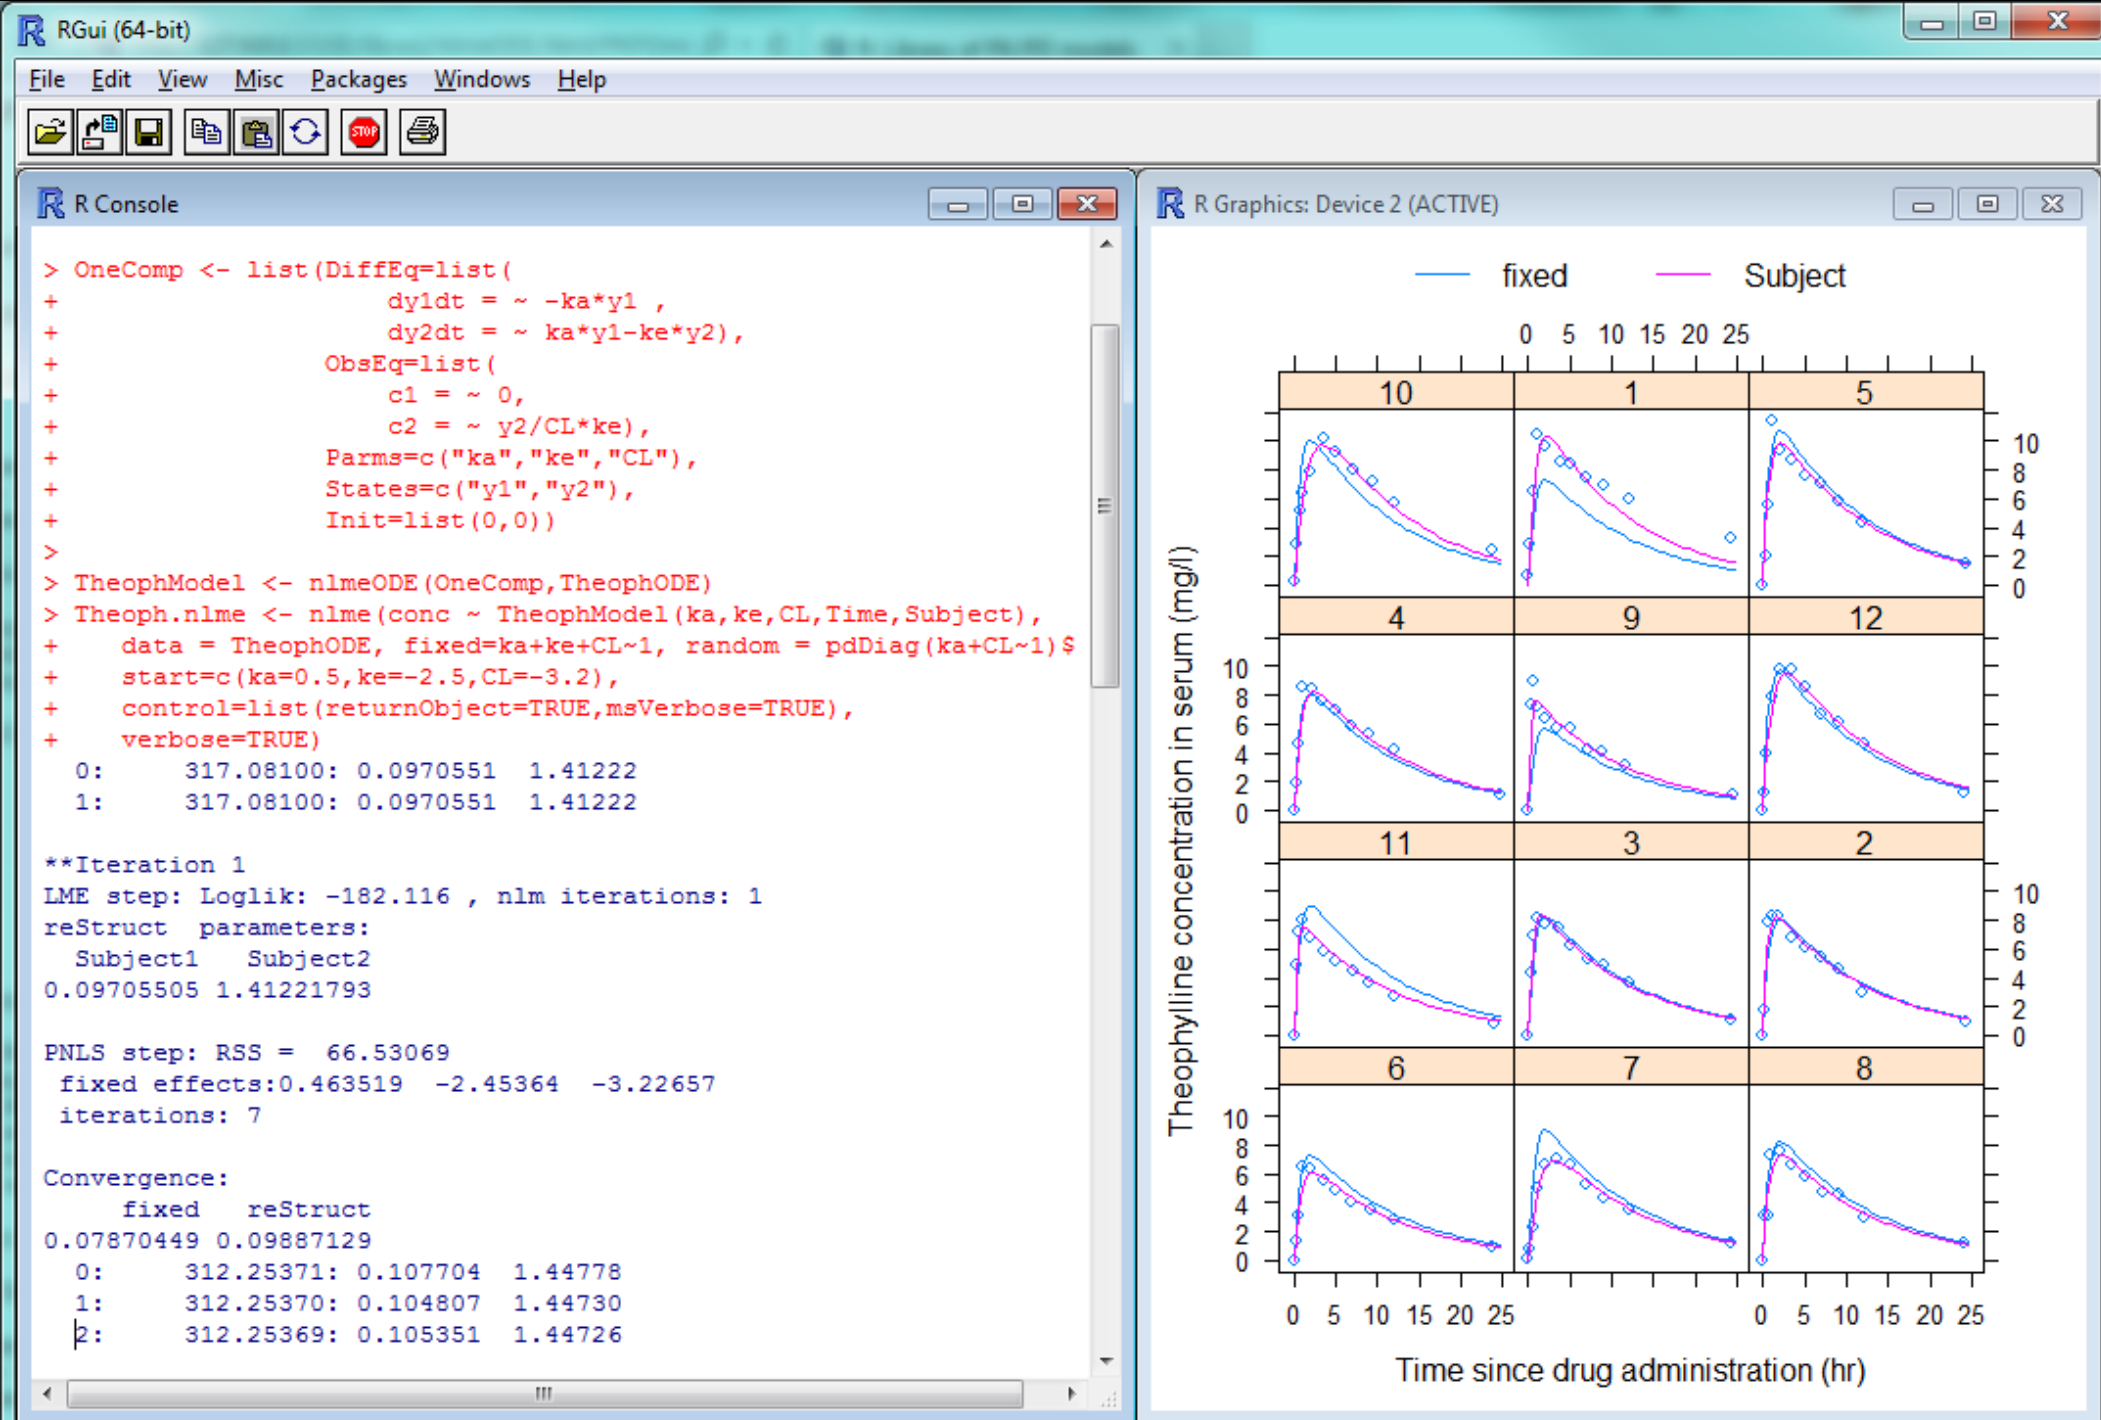 RGui (64-bit)
File Edit View Misc Packages Windows Help
STOP
R Console
> OneComp <- list(DiffEq=list(
+                      dy1dt = ~ -ka*y1 ,
+                      dy2dt = ~ ka*y1-ke*y2),
+                  ObsEq=list(
+                      c1 = ~ 0,
+                      c2 = ~ y2/CL*ke),
+                  Parms=c("ka","ke","CL"),
+                  States=c("y1","y2"),
+                  Init=list(0,0))
>
> TheophModel <- nlmeODE(OneComp,TheophODE)
> Theoph.nlme <- nlme(conc ~ TheophModel(ka,ke,CL,Time,Subject),
+    data = TheophODE, fixed=ka+ke+CL~1, random = pdDiag(ka+CL~1)$
+    start=c(ka=0.5,ke=-2.5,CL=-3.2),
+    control=list(returnObject=TRUE,msVerbose=TRUE),
+    verbose=TRUE)
  0:     317.08100: 0.0970551  1.41222
  1:     317.08100: 0.0970551  1.41222
**Iteration 1
LME step: Loglik: -182.116 , nlm iterations: 1
reStruct  parameters:
  Subject1   Subject2
0.09705505 1.41221793
PNLS step: RSS =  66.53069
 fixed effects:0.463519  -2.45364  -3.22657
 iterations: 7
Convergence:
     fixed   reStruct
0.07870449 0.09887129
  0:     312.25371: 0.107704  1.44778
  1:     312.25370: 0.104807  1.44730
  2:     312.25369: 0.105351  1.44726
R Graphics: Device 2 (ACTIVE)
fixed Subject
0 5 10 15 20 25
10 1 5
10
8
6
4
2
0
4 9 12
10
8
6
4
2
0
11 3 2
10
8
6
4
2
0
6 7 8
10
8
6
4
2
0
0 5 10 15 20 25 0 5 10 15 20 25
Theophylline concentration in serum (mg/l)
Time since drug administration (hr)